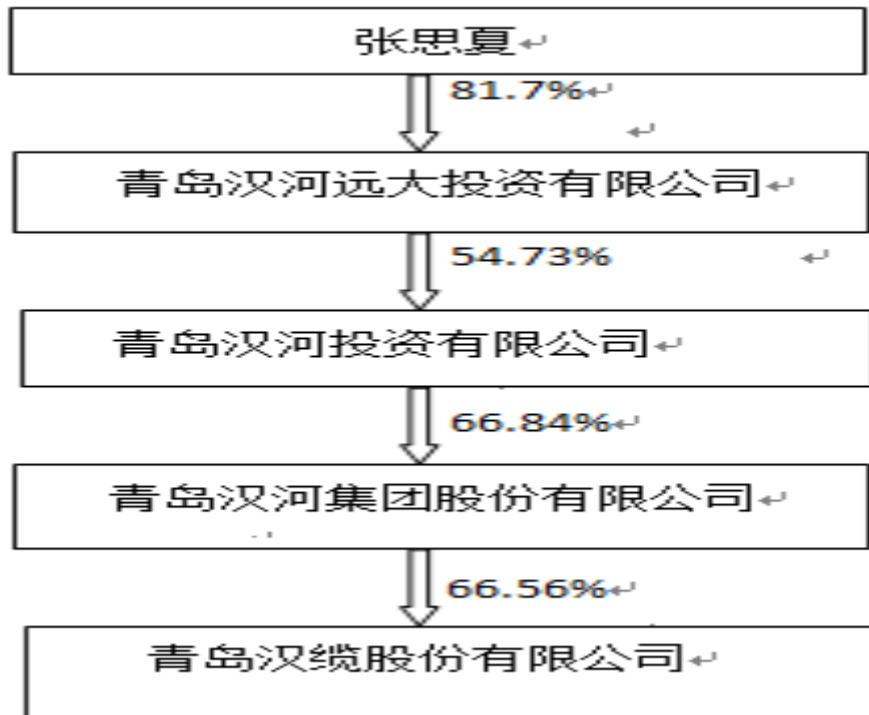 张思夏
81.7%
青岛汉河远大投资有限公司
54.73%
青岛汉河投资有限公司
66.84%
青岛汉河集团股份有限公司
66.56%
青岛汉缆股份有限公司